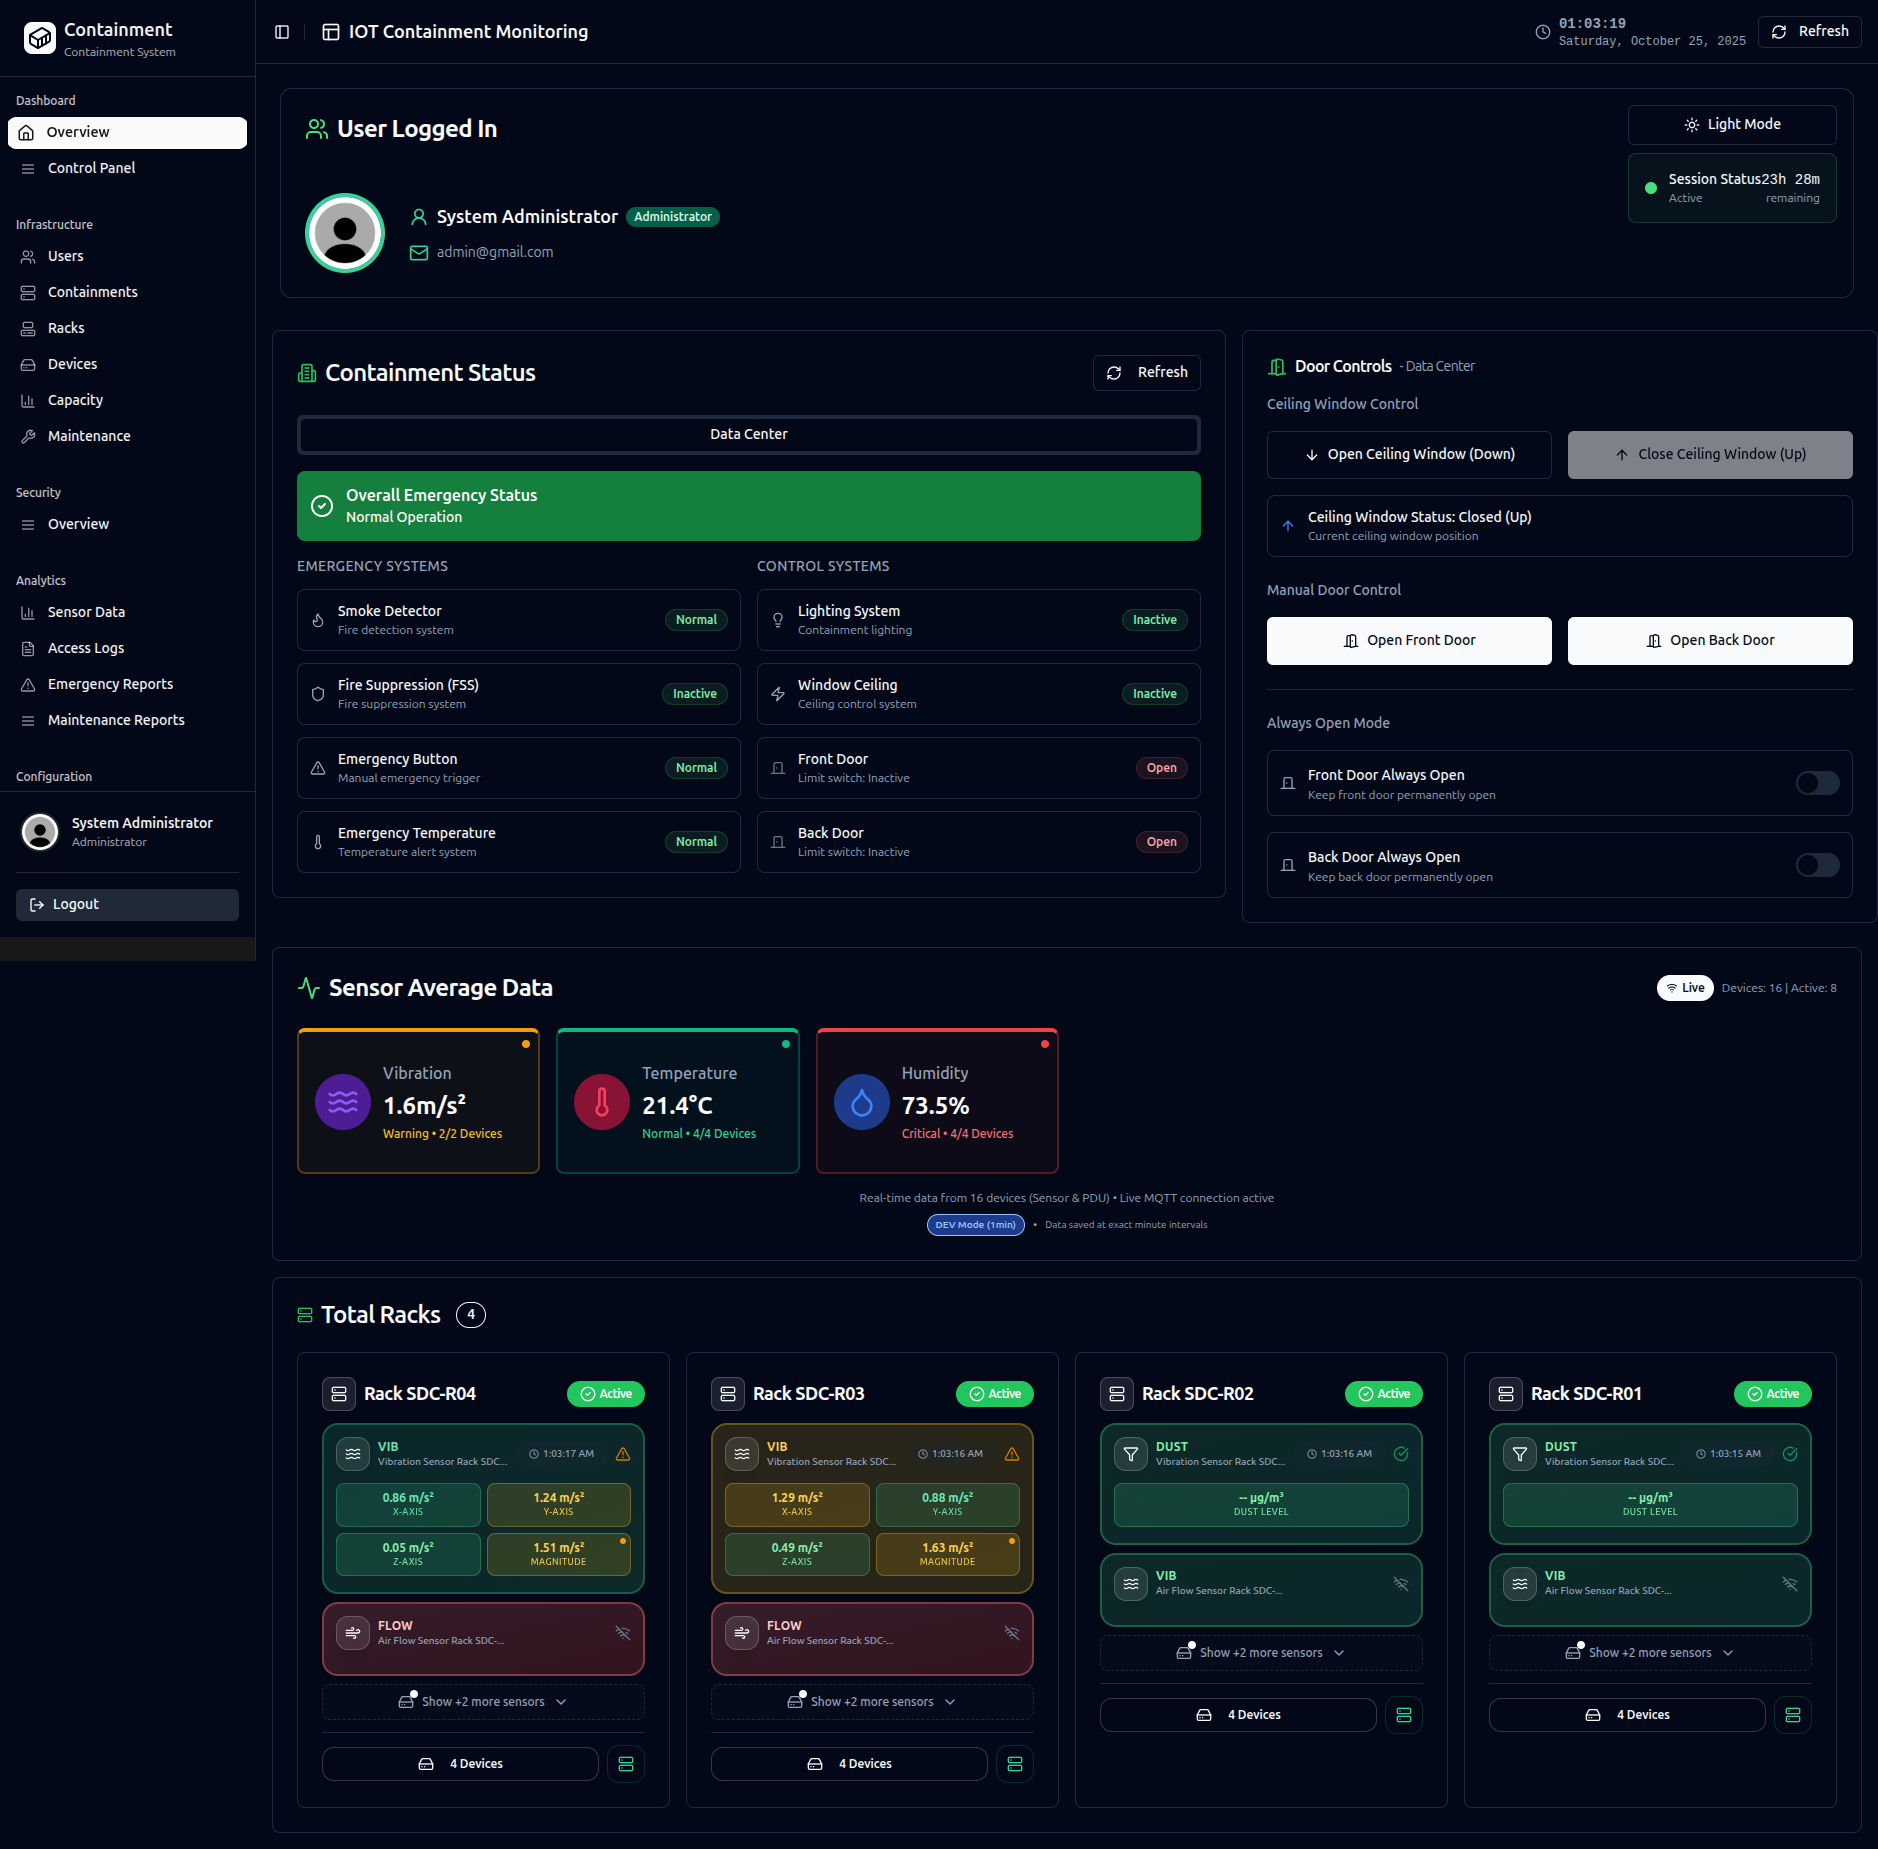 Containment
Containment System
Dashboard
Overview
Control Panel
Infrastructure
Users
Containments
Racks
Devices
Capacity
Maintenance
Security
Overview
Analytics
Sensor Data
Access Logs
Emergency Reports
Maintenance Reports
Configuration
System Administrator
Administrator
Logout
IOT Containment Monitoring
01:03:19
Saturday, October 25, 2025
Refresh
User Logged In
System Administrator Administrator
admin@gmail.com
Light Mode
Session Status 23h 28m
Active remaining
Containment Status
Refresh
Data Center
Overall Emergency Status
Normal Operation
EMERGENCY SYSTEMS
Smoke Detector
Fire detection system
Normal
Fire Suppression (FSS)
Fire suppression system
Inactive
Emergency Button
Manual emergency trigger
Normal
Emergency Temperature
Temperature alert system
Normal
CONTROL SYSTEMS
Lighting System
Containment lighting
Inactive
Window Ceiling
Ceiling control system
Inactive
Front Door
Limit switch: Inactive
Open
Back Door
Limit switch: Inactive
Open
Door Controls - Data Center
Ceiling Window Control
Open Ceiling Window (Down)
Close Ceiling Window (Up)
Ceiling Window Status: Closed (Up)
Current ceiling window position
Manual Door Control
Open Front Door
Open Back Door
Always Open Mode
Front Door Always Open
Keep front door permanently open
Back Door Always Open
Keep back door permanently open
Sensor Average Data
Live Devices: 16 | Active: 8
Vibration
1.6m/s²
Warning • 2/2 Devices
Temperature
21.4°C
Normal • 4/4 Devices
Humidity
73.5%
Critical • 4/4 Devices
Real-time data from 16 devices (Sensor & PDU) • Live MQTT connection active
DEV Mode (1min) • Data saved at exact minute intervals
Total Racks 4
Rack SDC-R04 Active
VIB
Vibration Sensor Rack SDC...
1:03:17 AM
0.86 m/s²
X-AXIS
1.24 m/s²
Y-AXIS
0.05 m/s²
Z-AXIS
1.51 m/s²
MAGNITUDE
FLOW
Air Flow Sensor Rack SDC-...
Show +2 more sensors
4 Devices
Rack SDC-R03 Active
VIB
Vibration Sensor Rack SDC...
1:03:16 AM
1.29 m/s²
X-AXIS
0.88 m/s²
Y-AXIS
0.49 m/s²
Z-AXIS
1.63 m/s²
MAGNITUDE
FLOW
Air Flow Sensor Rack SDC-...
Show +2 more sensors
4 Devices
Rack SDC-R02 Active
DUST
Vibration Sensor Rack SDC...
1:03:16 AM
-- µg/m³
DUST LEVEL
VIB
Air Flow Sensor Rack SDC-...
Show +2 more sensors
4 Devices
Rack SDC-R01 Active
DUST
Vibration Sensor Rack SDC...
1:03:15 AM
-- µg/m³
DUST LEVEL
VIB
Air Flow Sensor Rack SDC-...
Show +2 more sensors
4 Devices